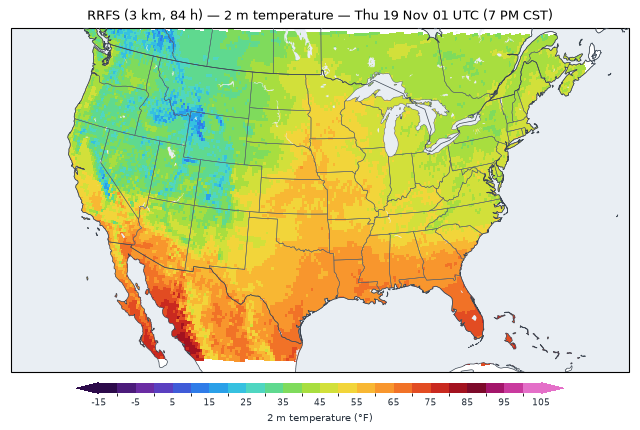 RRFS (3 km, 84 h) — 2 m temperature — Thu 19 Nov 01 UTC (7 PM CST)
-15 -5 5 15 25 35 45 55 65 75 85 95 105
2 m temperature (°F)